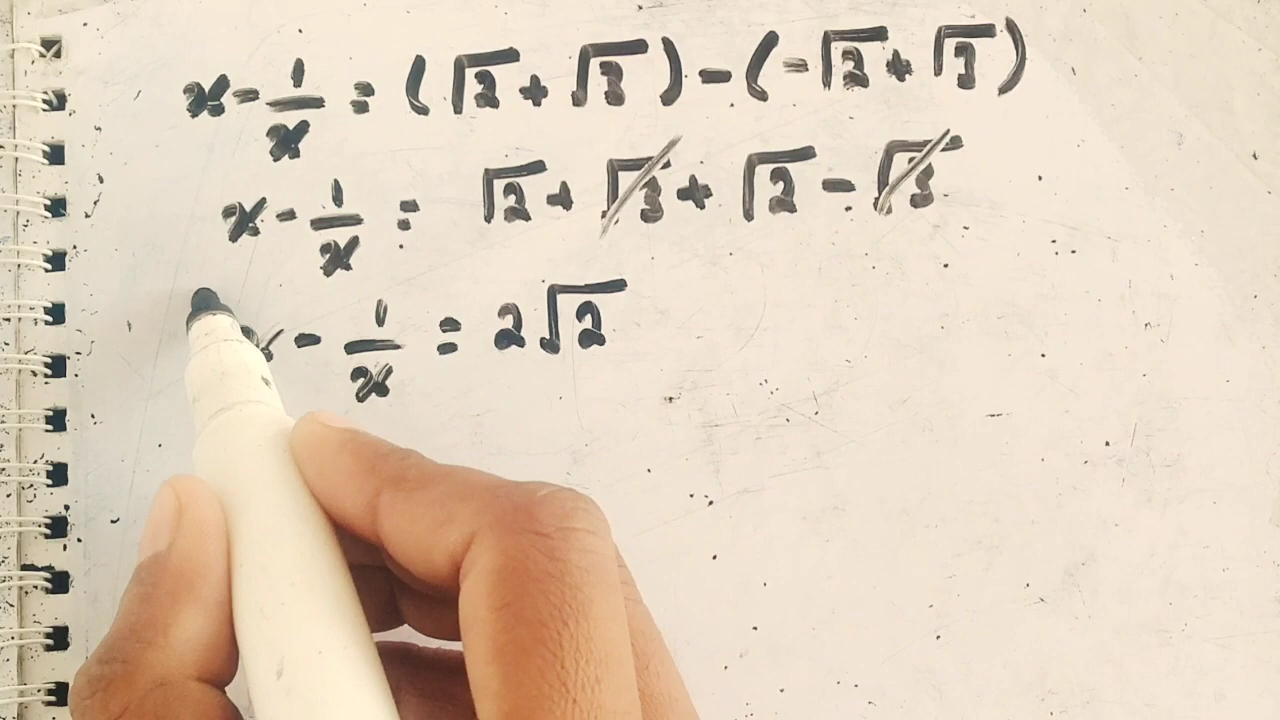 x - 1/x = (√2 + √3) - (-√2 + √3)
x - 1/x = √2 + √3 + √2 - √3
x - 1/x = 2√2